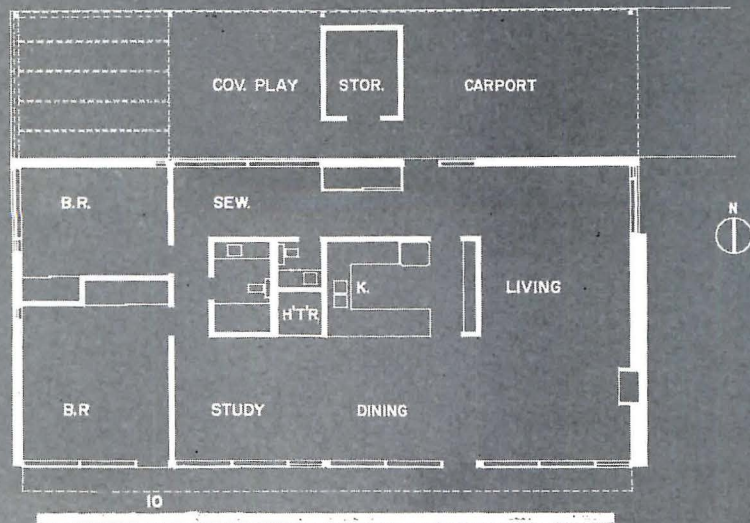 COV. PLAY
STOR.
CARPORT
B.R.
SEW.
N
K.
LIVING
H'T'R
B.R
STUDY
DINING
10